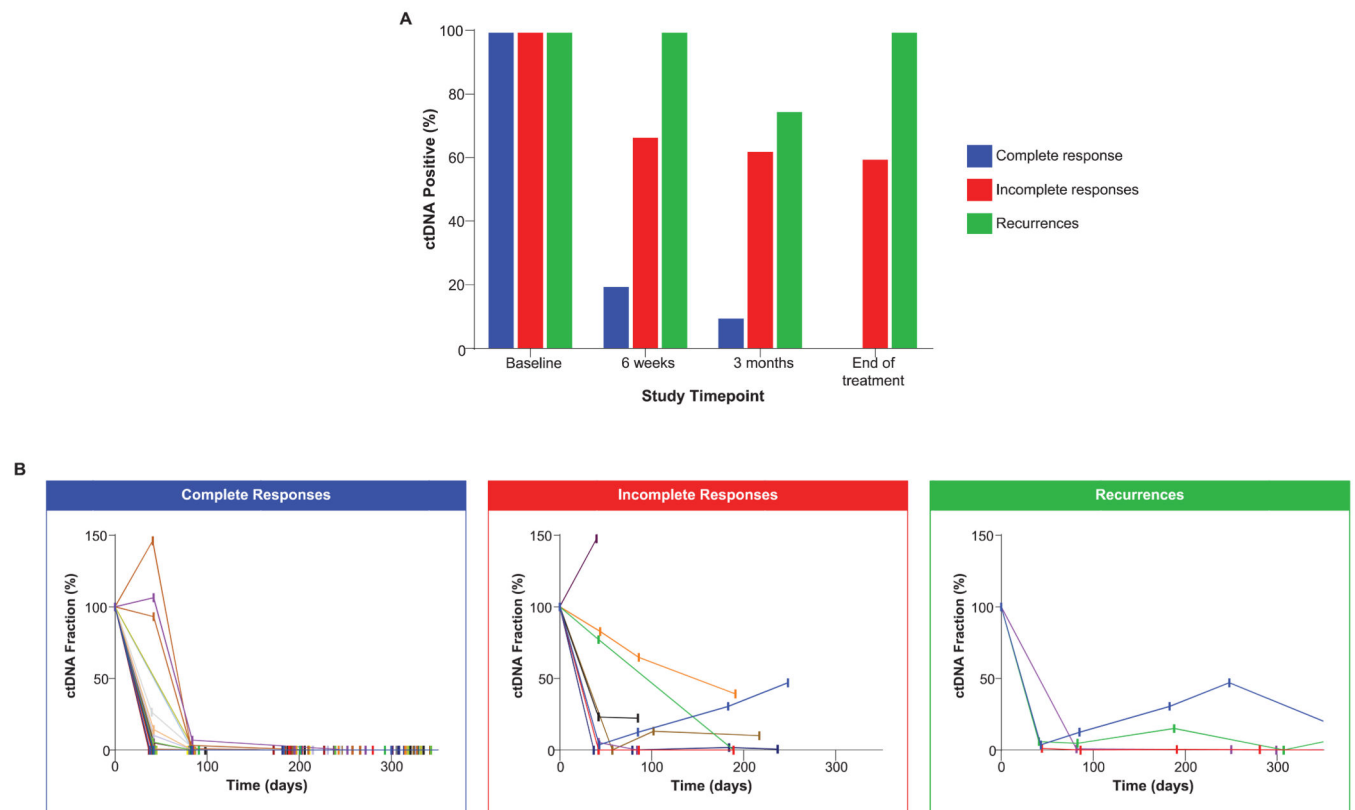 A
100
80
60
40
20
0
ctDNA Positive (%)
Baseline
6 weeks
3 months
End of
treatment
Study Timepoint
Complete response
Incomplete responses
Recurrences
B
Complete Responses
150
100
50
0
ctDNA Fraction (%)
0
100
200
300
Time (days)
Incomplete Responses
150
100
50
0
ctDNA Fraction (%)
0
100
200
300
Time (days)
Recurrences
150
100
50
0
ctDNA Fraction (%)
0
100
200
300
Time (days)